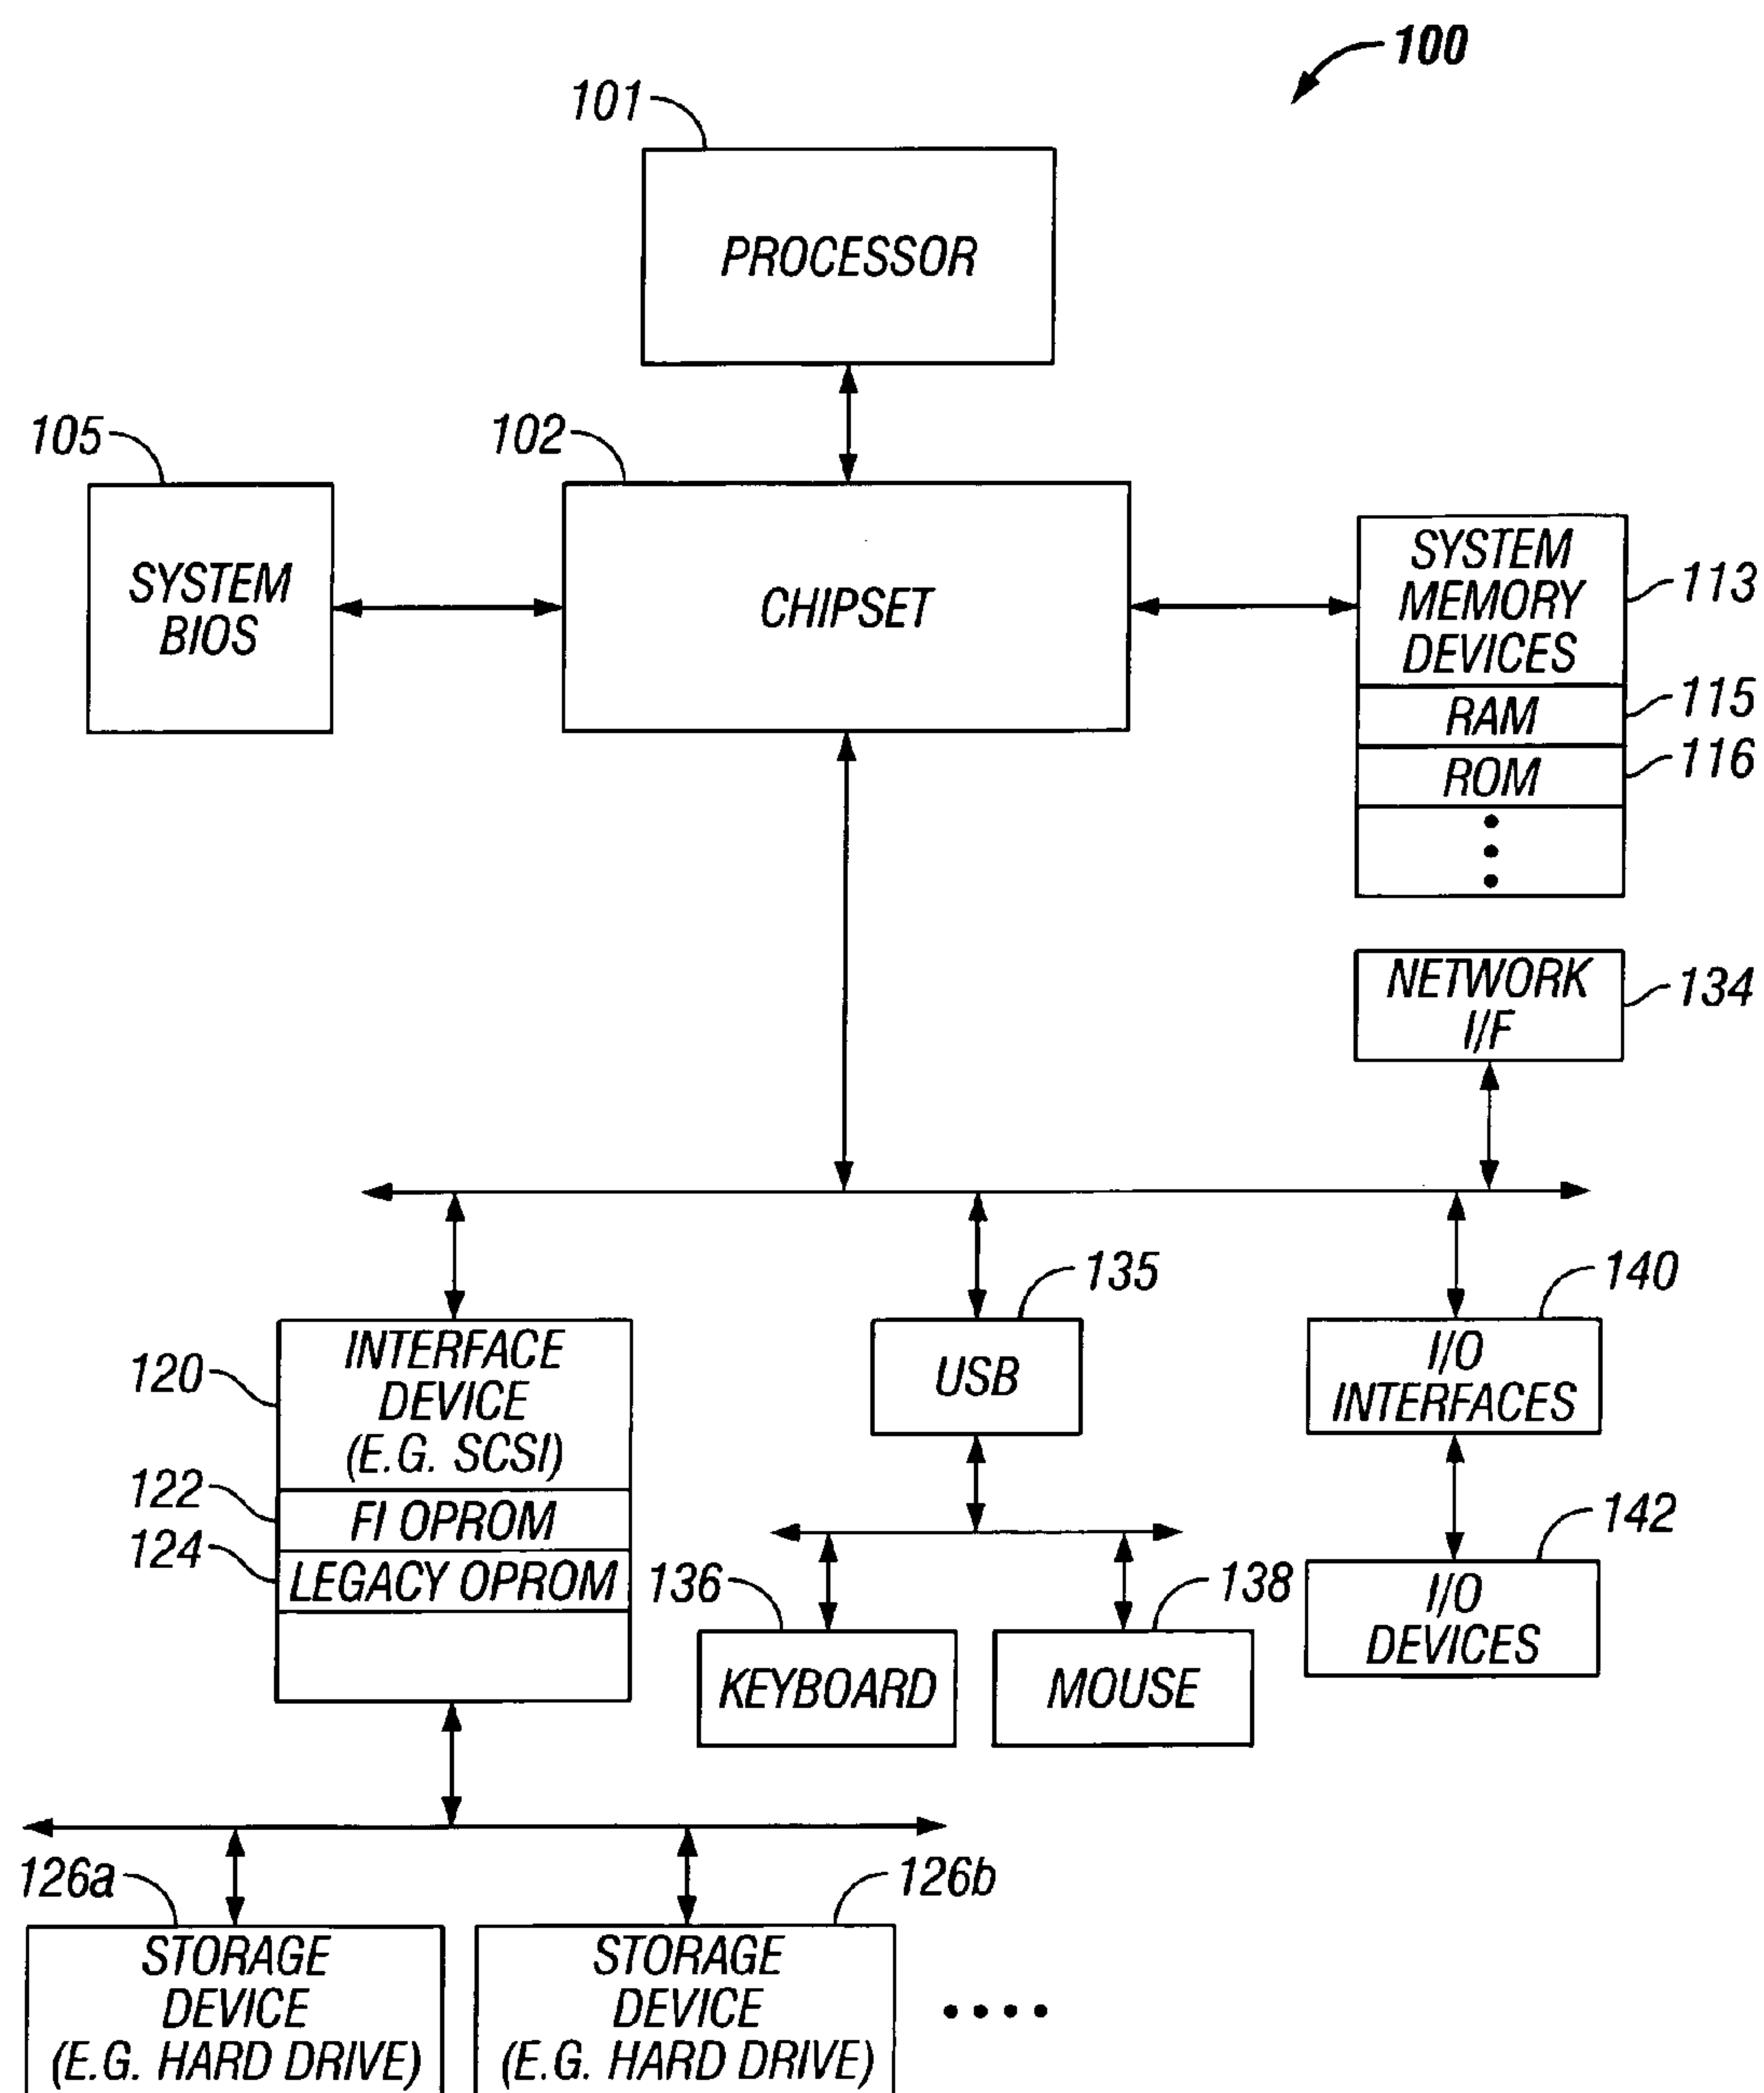 100
101
PROCESSOR
105
102
SYSTEM
BIOS
CHIPSET
SYSTEM
MEMORY
DEVICES
113
RAM
115
ROM
116
NETWORK
I/F
134
135
140
120
INTERFACE
DEVICE
(E.G. SCSI)
USB
I/O
INTERFACES
122
FI OPROM
124
LEGACY OPROM
136
138
142
KEYBOARD
MOUSE
I/O
DEVICES
126a
126b
STORAGE
DEVICE
(E.G. HARD DRIVE)
STORAGE
DEVICE
(E.G. HARD DRIVE)